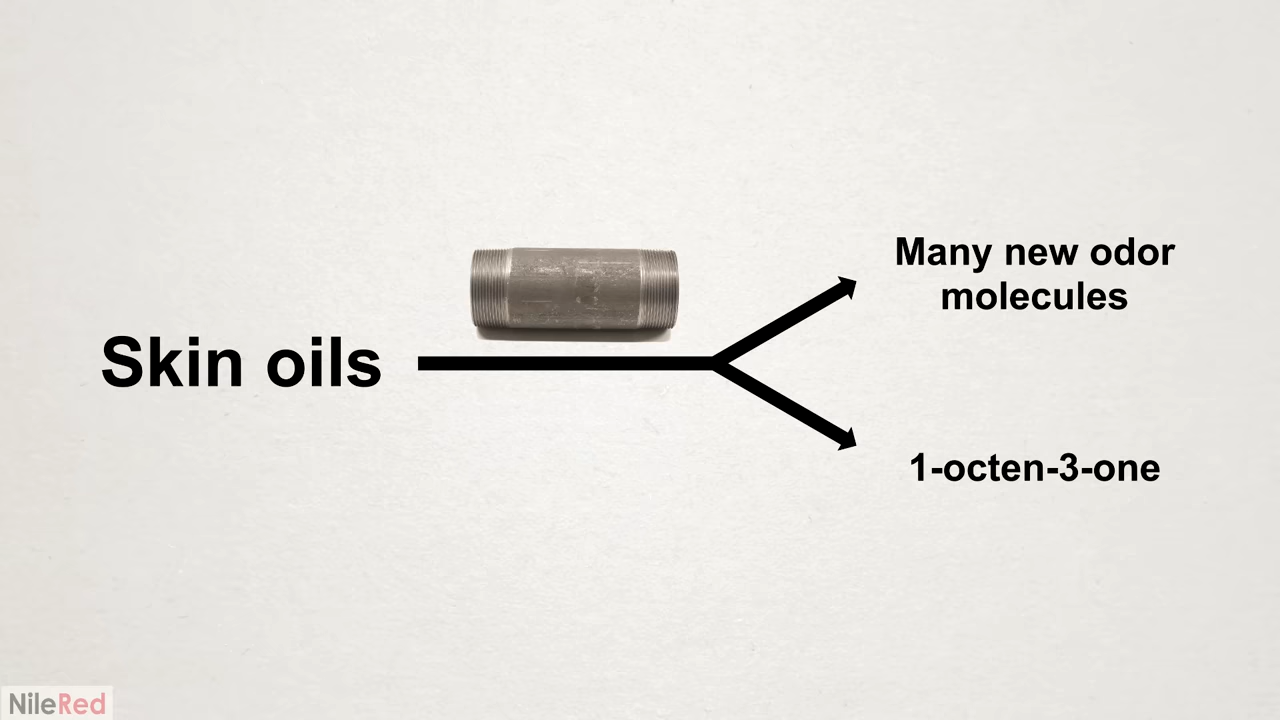 Many new odor
molecules
Skin oils
1-octen-3-one
NileRed